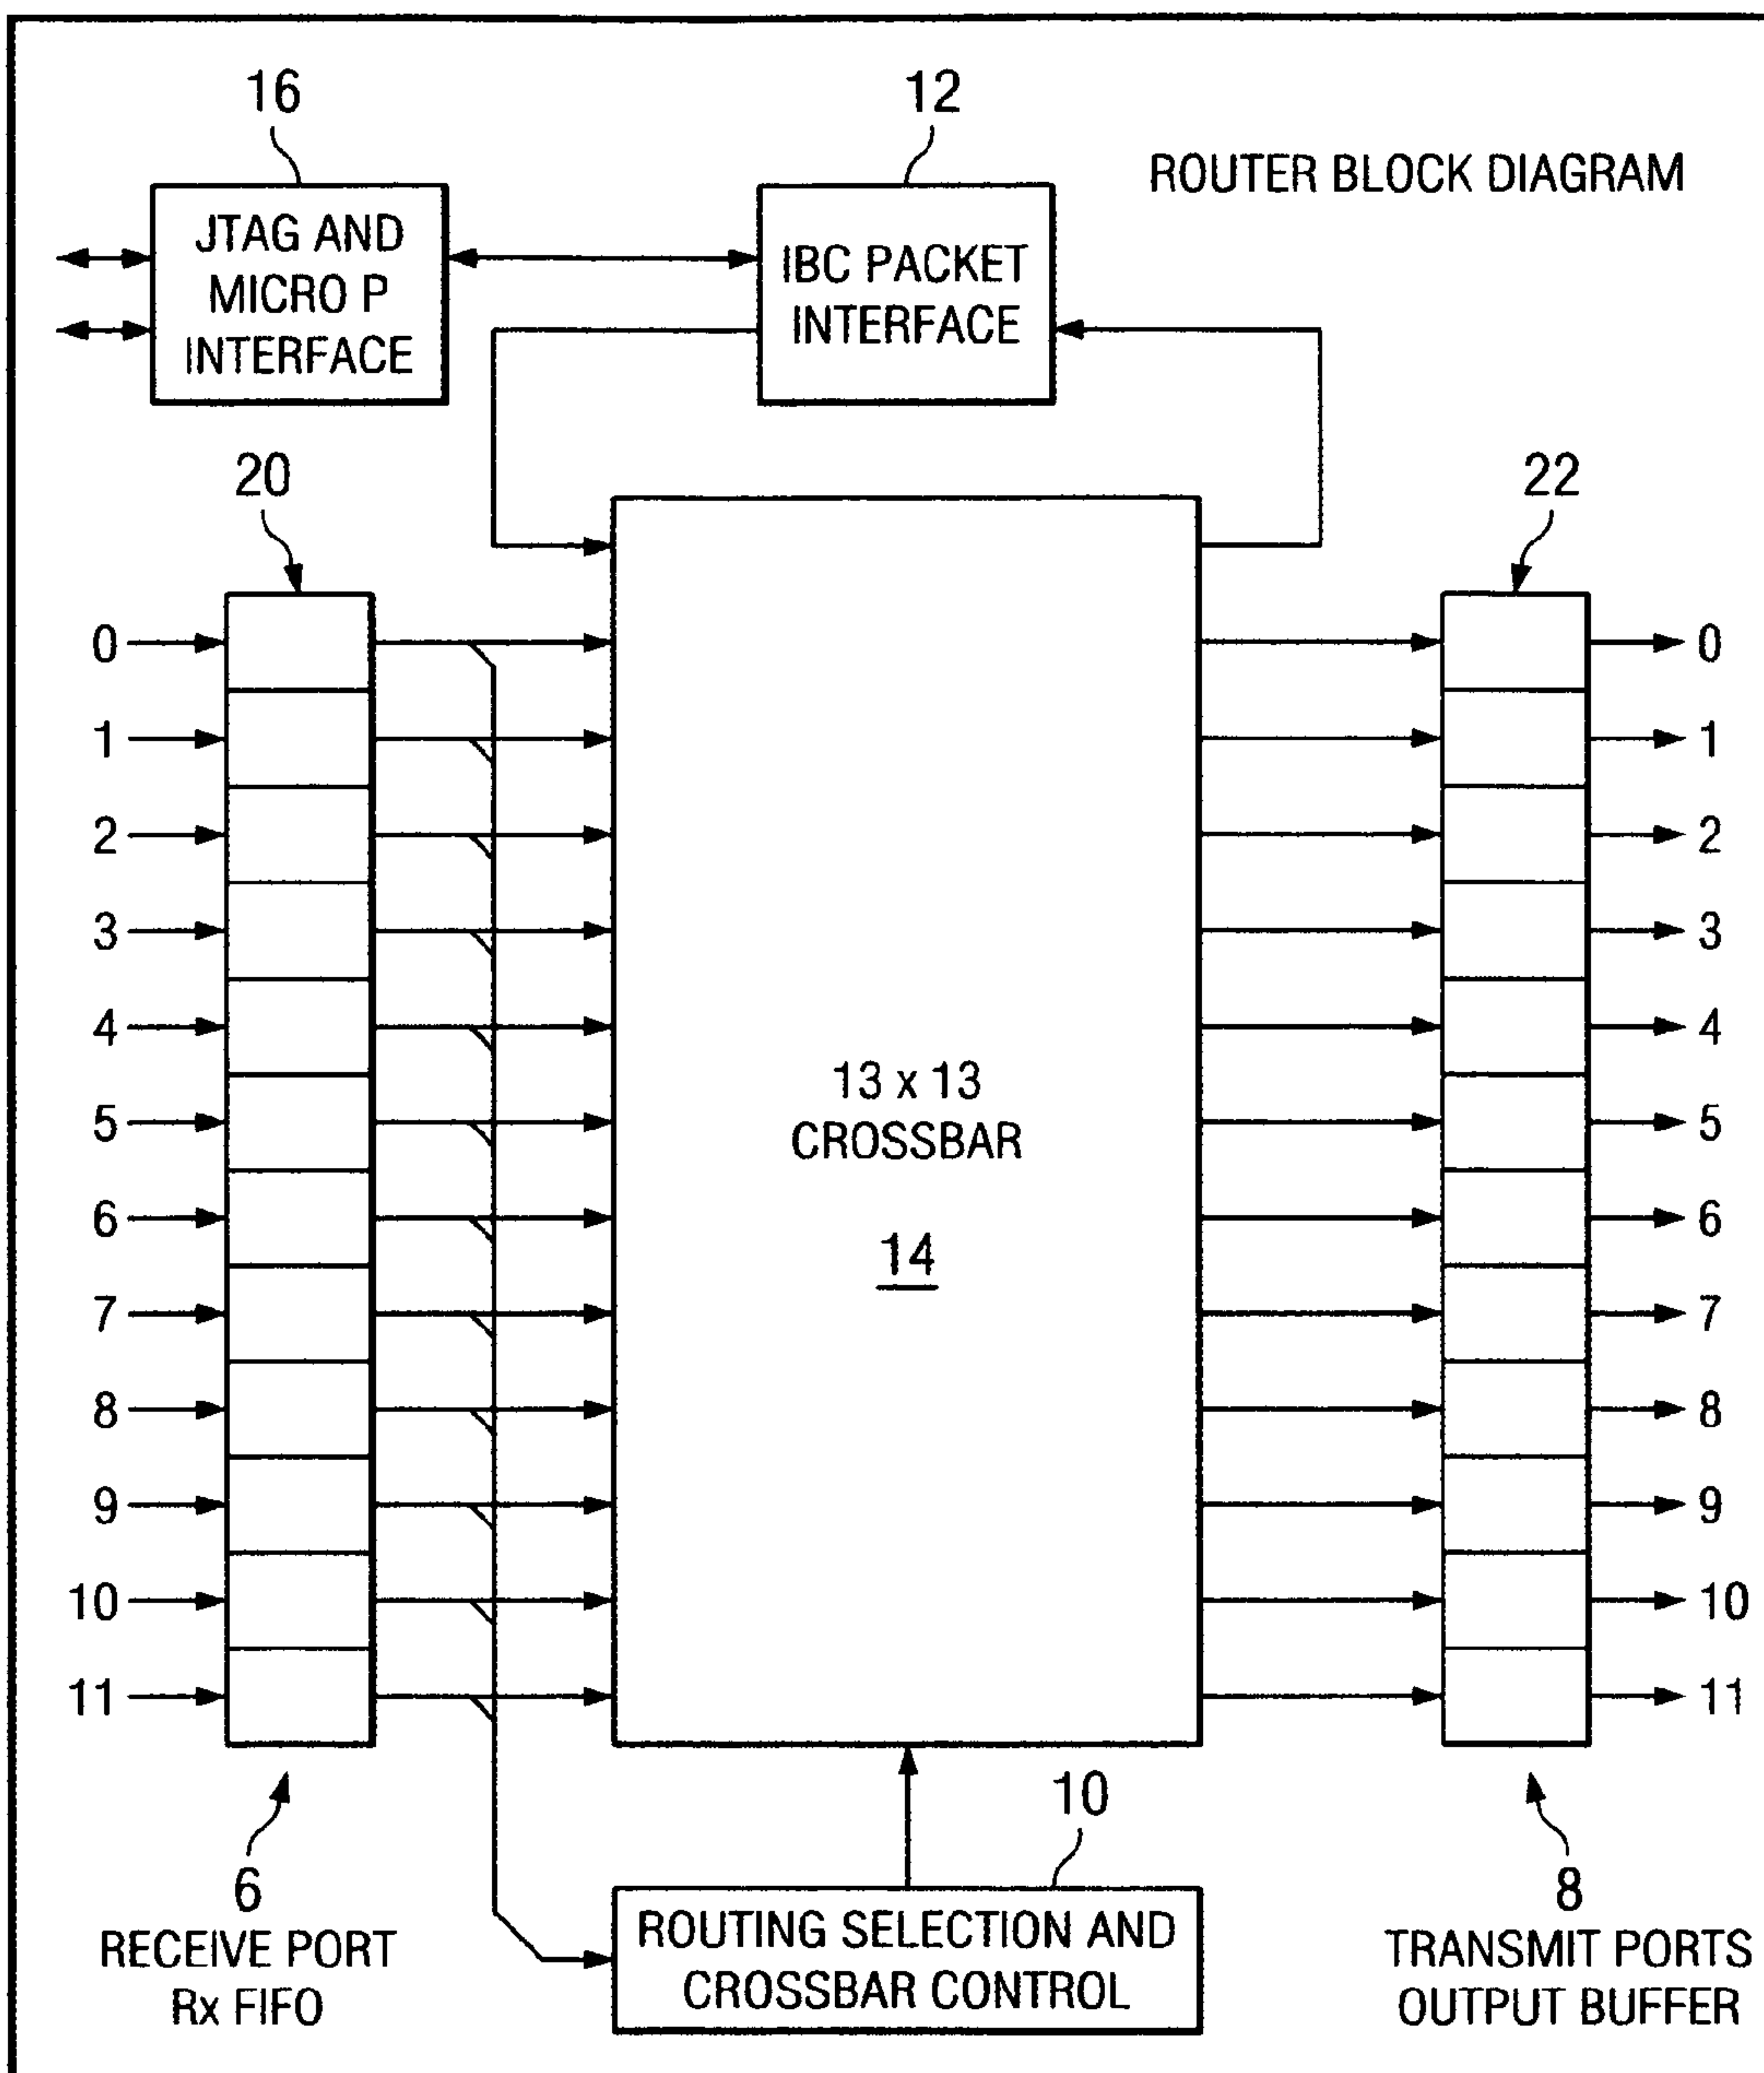 16
12
ROUTER BLOCK DIAGRAM
JTAG AND
MICRO P
INTERFACE
IBC PACKET
INTERFACE
20
22
0
1
2
3
4
5
6
7
8
9
10
11
13 x 13
CROSSBAR
14
0
1
2
3
4
5
6
7
8
9
10
11
6
RECEIVE PORT
Rx FIFO
10
ROUTING SELECTION AND
CROSSBAR CONTROL
8
TRANSMIT PORTS
OUTPUT BUFFER